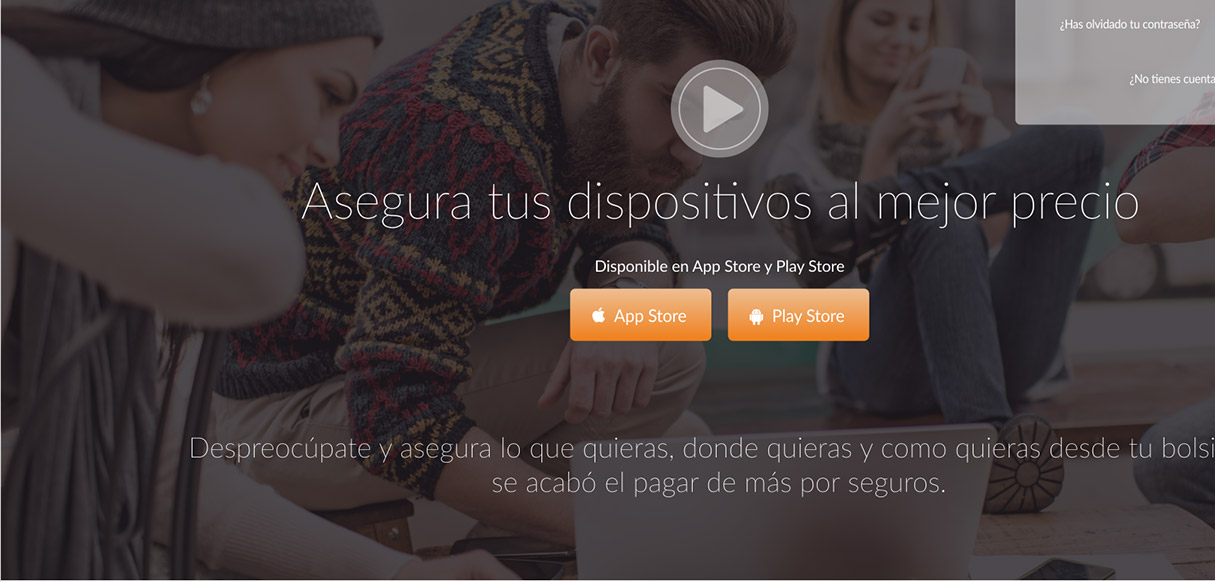 ¿Has olvidado tu contraseña?
¿No tienes cuenta
Asegura tus dispositivos al mejor precio
Disponible en App Store y Play Store
App Store
Play Store
Despreocúpate y asegura lo que quieras, donde quieras y como quieras desde tu bolsi
se acabó el pagar de más por seguros.